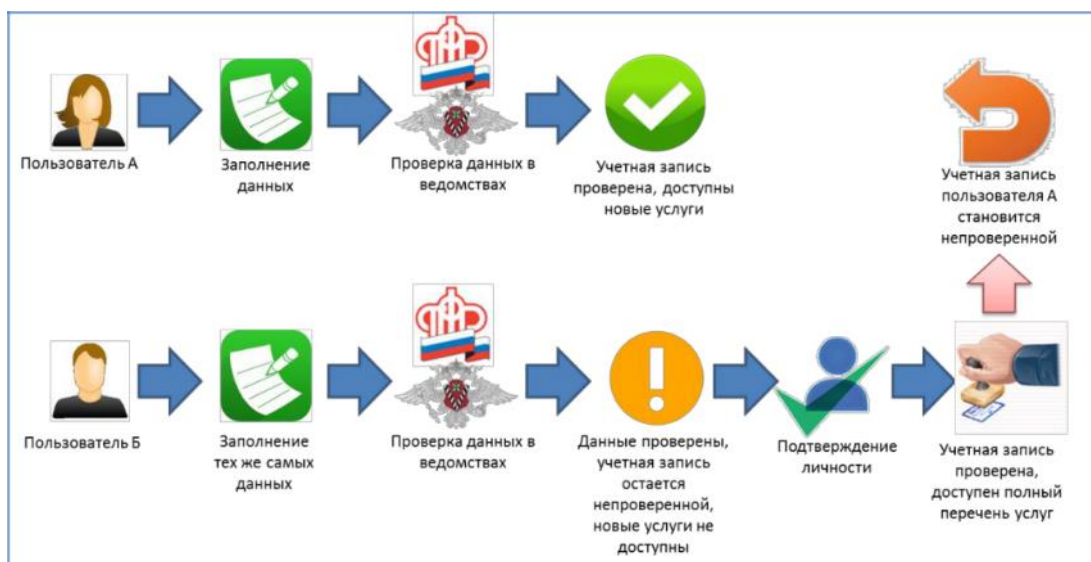 Пользователь А
Заполнение
данных
Проверка данных в
ведомствах
Учетная запись
проверена, доступны
новые услуги
Учетная запись
пользователя А
становится
непроверенной
Пользователь Б
Заполнение
тех же самых
данных
Проверка данных в
ведомствах
Данные проверены,
учетная запись
остается
непроверенной,
новые услуги не
доступны
Подтверждение
личности
Учетная запись
проверена,
доступен полный
перечень услуг